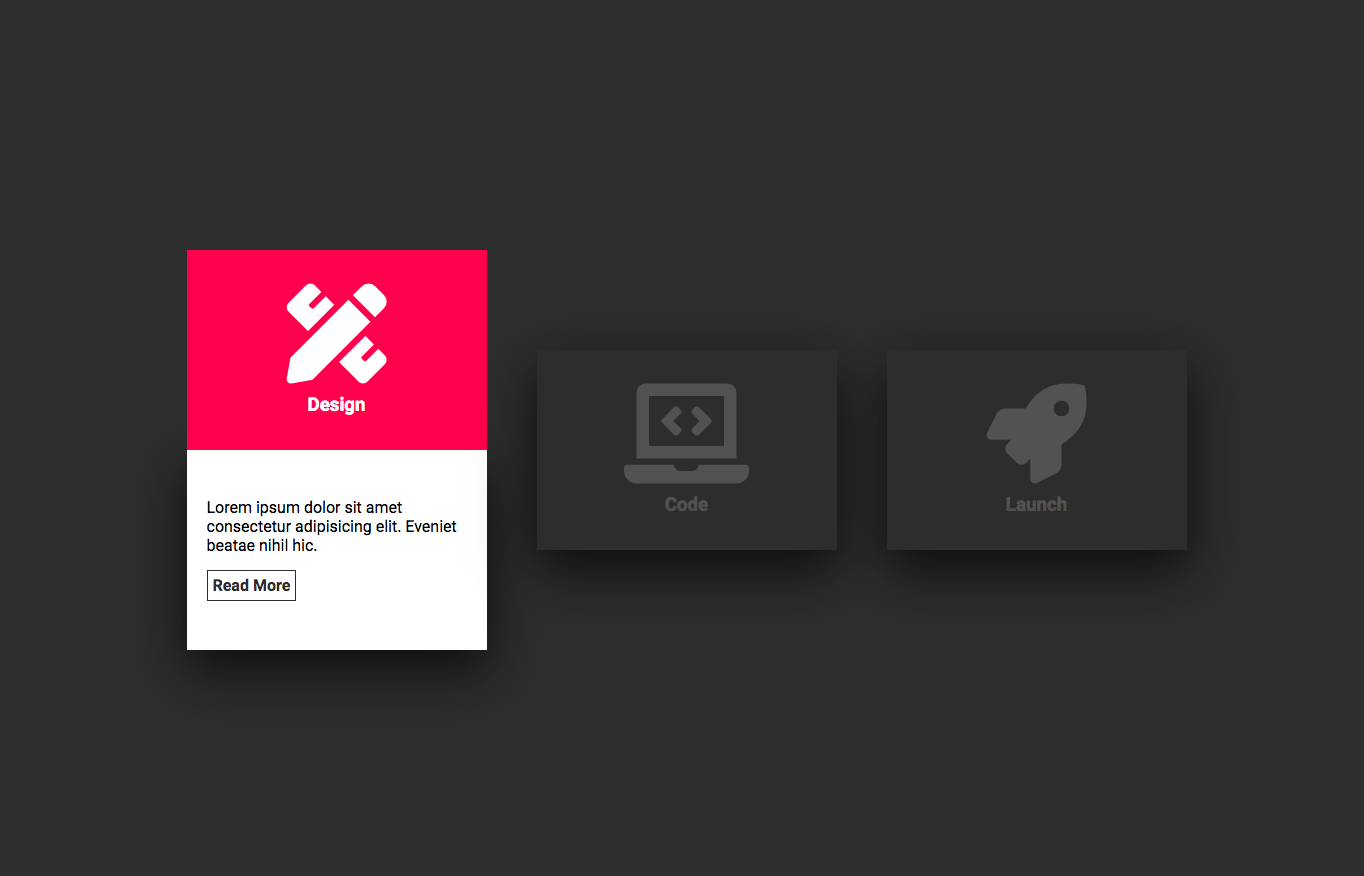 Design
Lorem ipsum dolor sit amet
consectetur adipisicing elit. Eveniet
beatae nihil hic.
Read More
Code
Launch